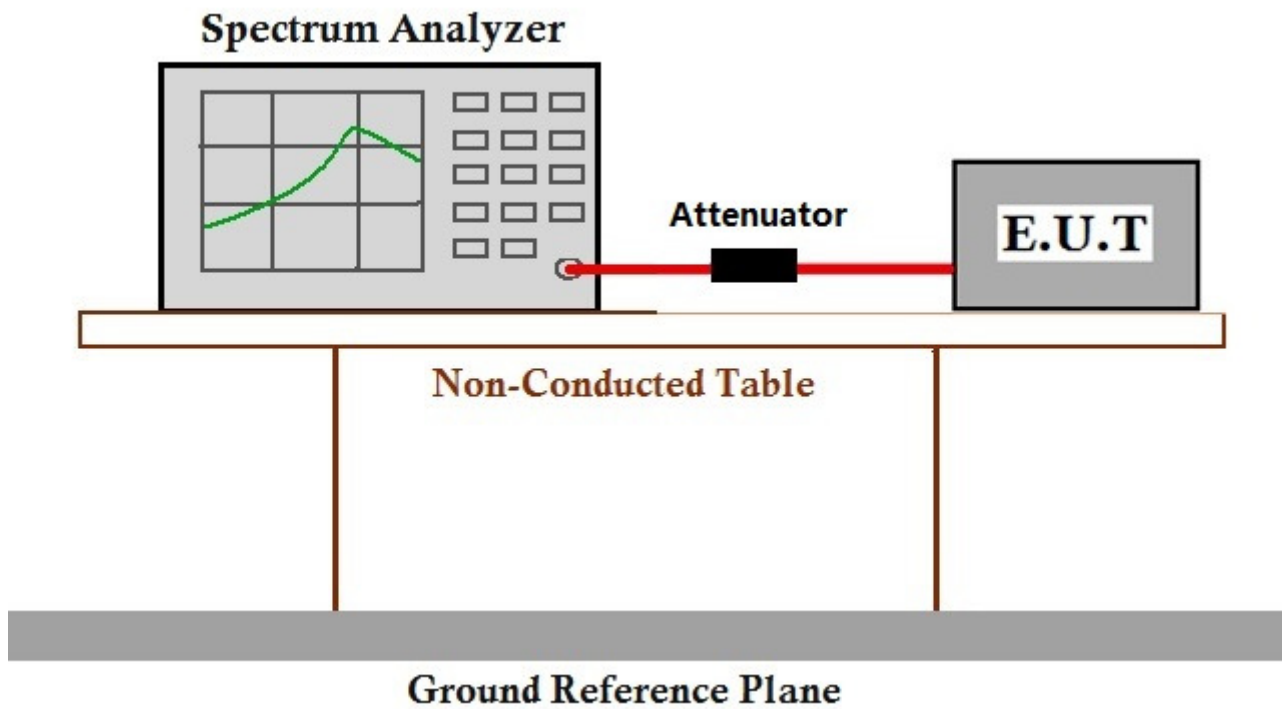 Spectrum Analyzer
Attenuator
E.U.T
Non-Conducted Table
Ground Reference Plane